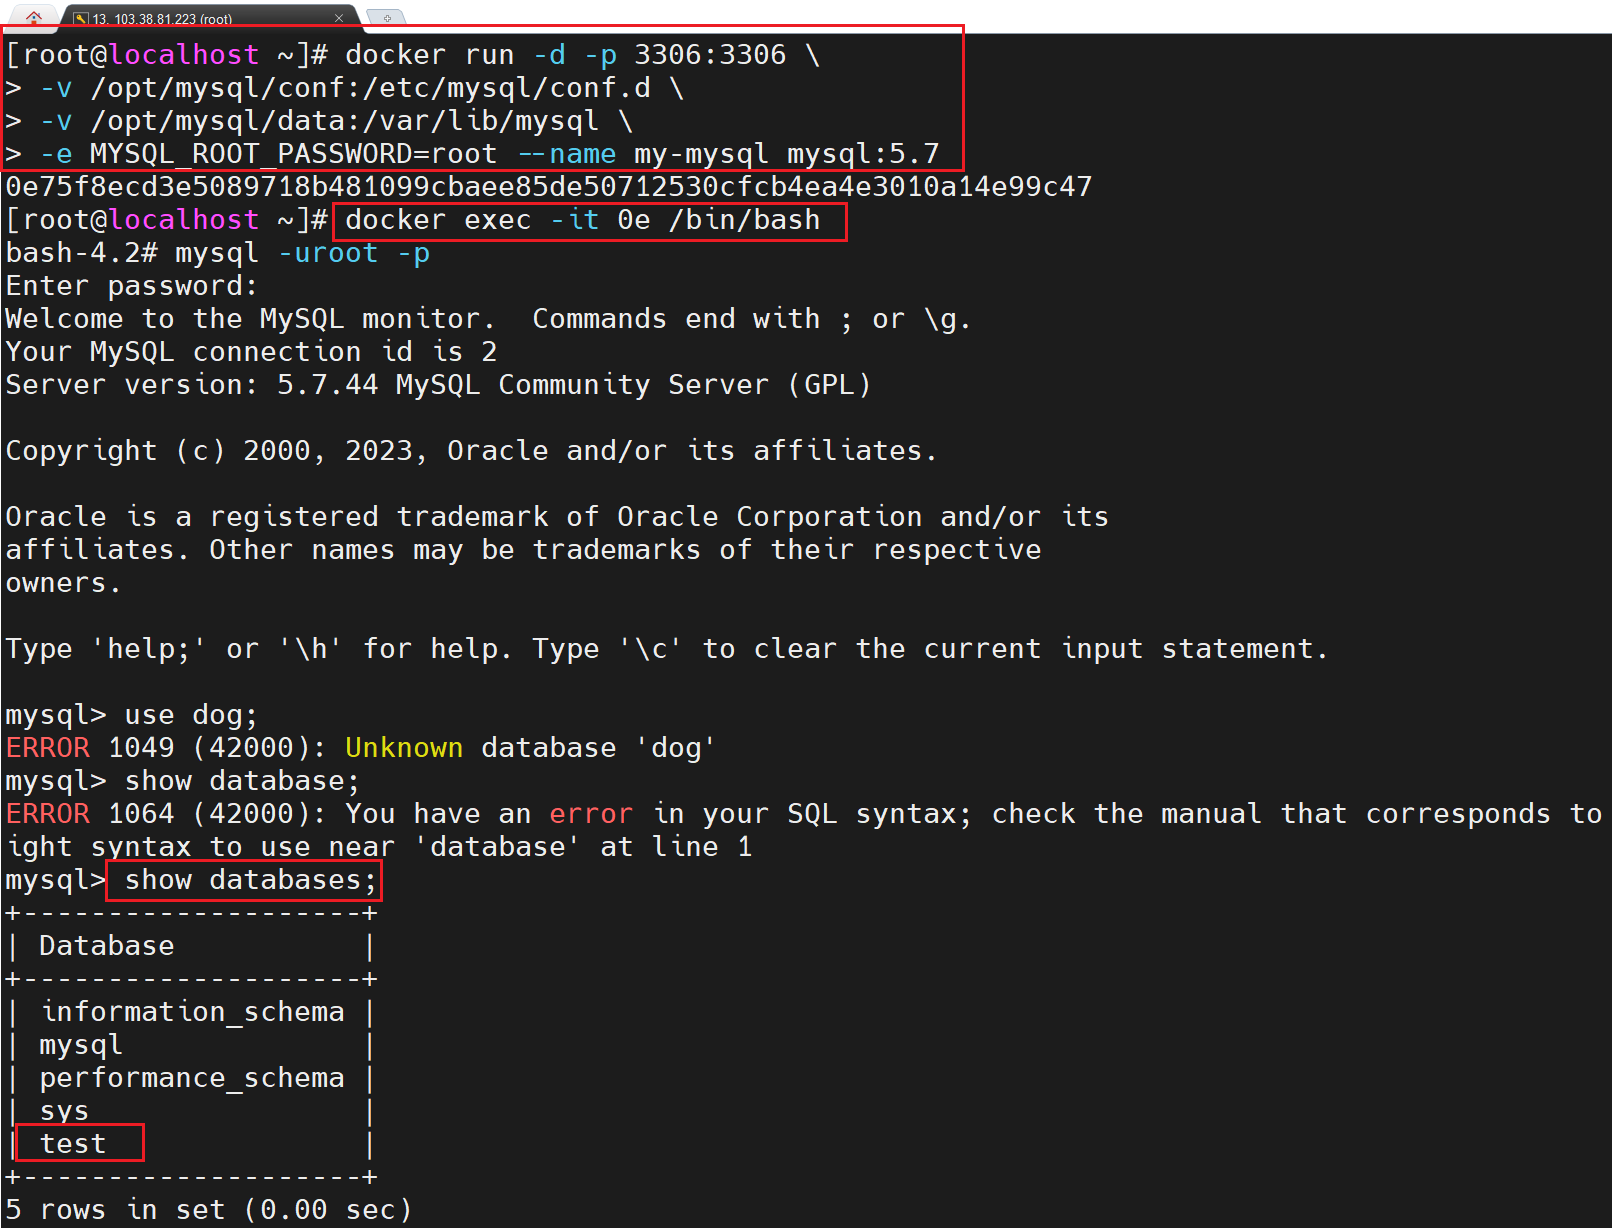 13. 103.38.81.223 (root)
[root@localhost ~]# docker run -d -p 3306:3306 \
> -v /opt/mysql/conf:/etc/mysql/conf.d \
> -v /opt/mysql/data:/var/lib/mysql \
> -e MYSQL_ROOT_PASSWORD=root --name my-mysql mysql:5.7
0e75f8ecd3e5089718b481099cbaee85de50712530cfcb4ea4e3010a14e99c47
[root@localhost ~]# docker exec -it 0e /bin/bash
bash-4.2# mysql -uroot -p
Enter password:
Welcome to the MySQL monitor.  Commands end with ; or \g.
Your MySQL connection id is 2
Server version: 5.7.44 MySQL Community Server (GPL)
Copyright (c) 2000, 2023, Oracle and/or its affiliates.
Oracle is a registered trademark of Oracle Corporation and/or its
affiliates. Other names may be trademarks of their respective
owners.
Type 'help;' or '\h' for help. Type '\c' to clear the current input statement.
mysql> use dog;
ERROR 1049 (42000): Unknown database 'dog'
mysql> show database;
ERROR 1064 (42000): You have an error in your SQL syntax; check the manual that corresponds to
ight syntax to use near 'database' at line 1
mysql> show databases;
+--------------------+
| Database           |
+--------------------+
| information_schema |
| mysql              |
| performance_schema |
| sys                |
| test               |
+--------------------+
5 rows in set (0.00 sec)